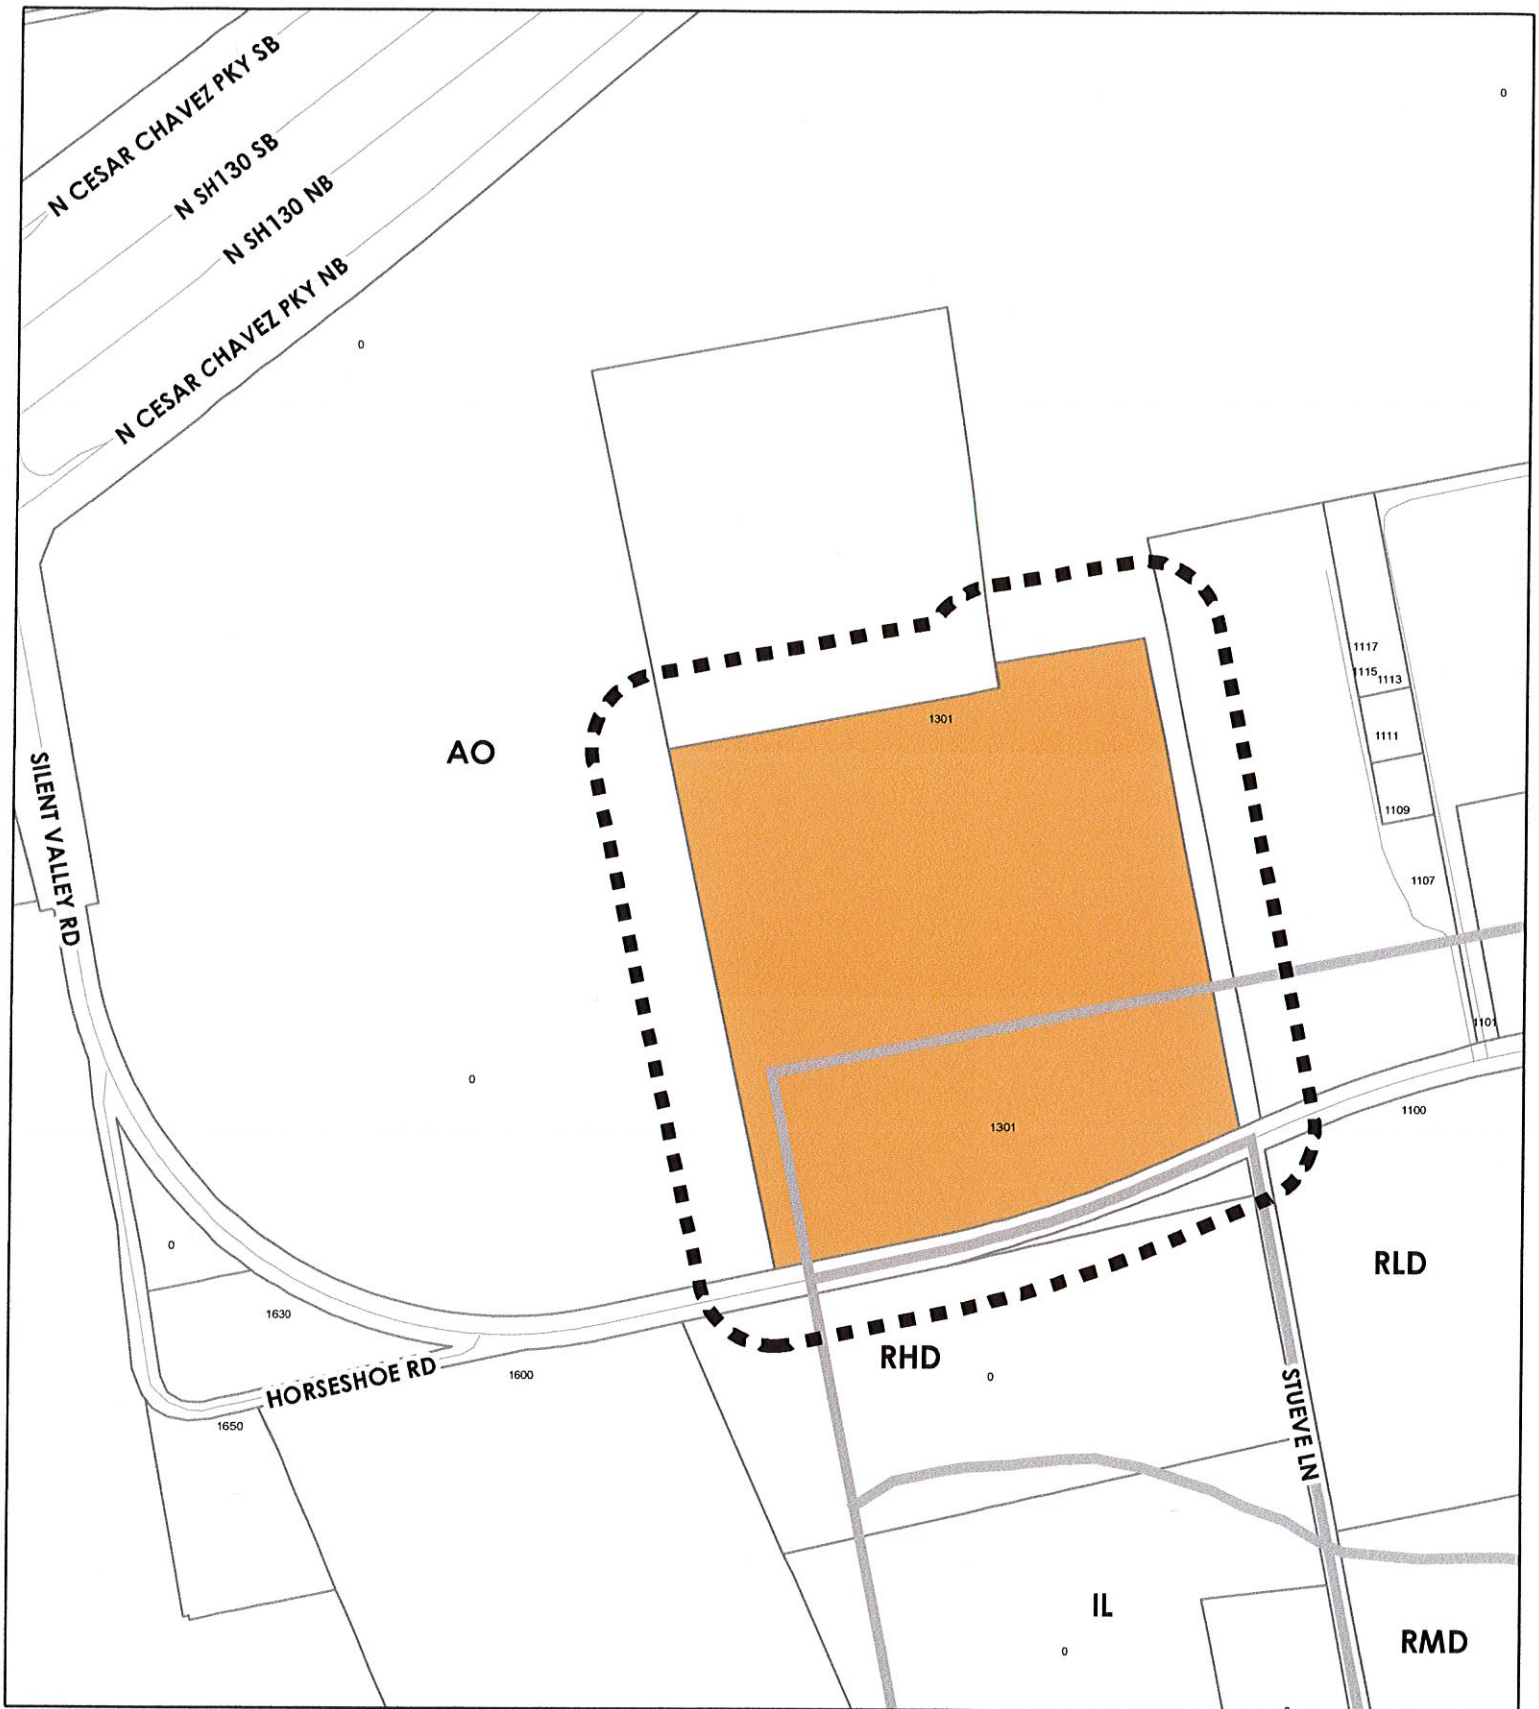 N CESAR CHAVEZ PKY SB
0
N SH130 SB
N SH130 NB
N CESAR CHAVEZ PKY NB
0
1117
1115
1113
1301
1111
AO
SILENT VALLEY RD
1109
1107
1101
0
1100
1301
0
RLD
1630
RHD
HORSESHOE RD
1600
0
1650
STUEVE LN
IL
RMD
0